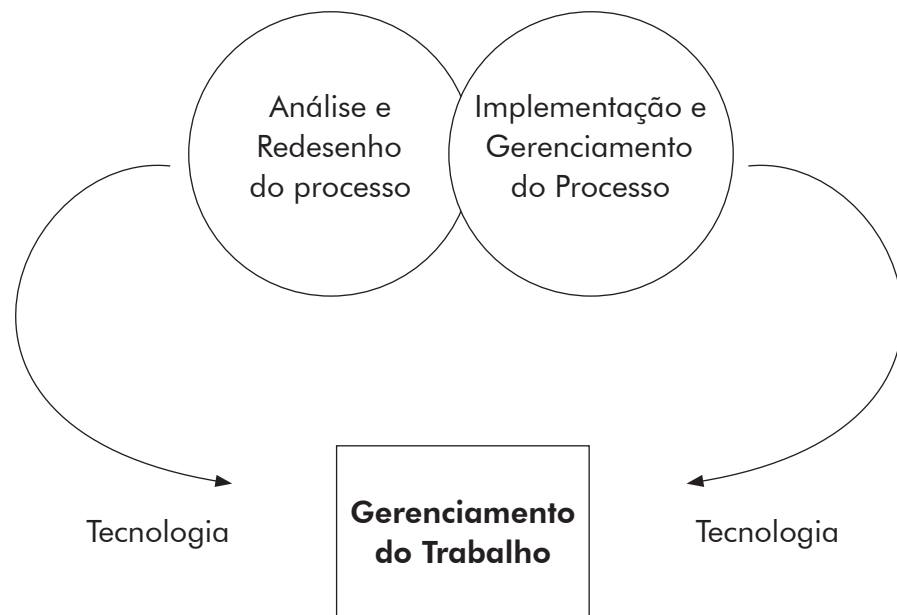 Análise e
Redesenho
do processo
Implementação e
Gerenciamento
do Processo
Gerenciamento
do Trabalho
Tecnologia
Tecnologia